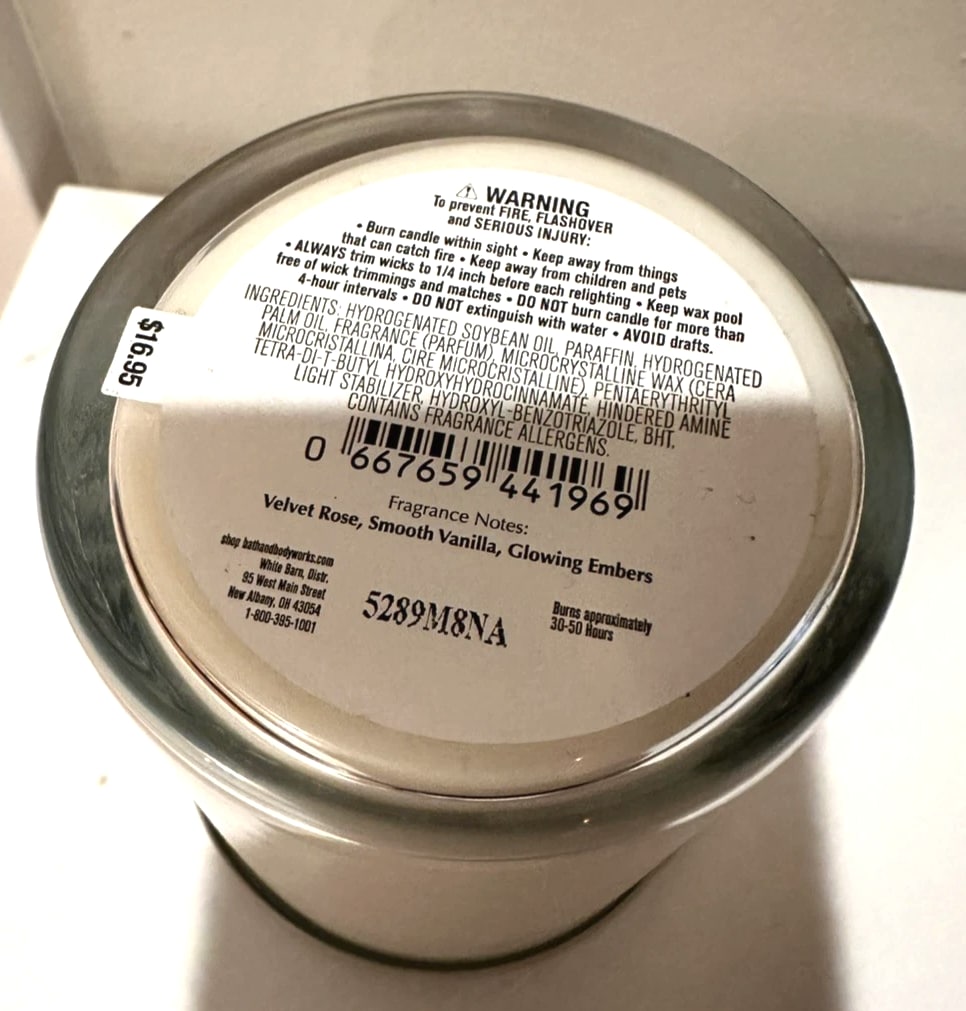 ⚠ WARNING
To prevent FIRE, FLASHOVER
and SERIOUS INJURY:
• Burn candle within sight • Keep away from things
that can catch fire • Keep away from children and pets
• ALWAYS trim wicks to 1/4 inch before each relighting • Keep wax pool
free of wick trimmings and matches • DO NOT burn candle for more than
4-hour intervals • DO NOT extinguish with water • AVOID drafts.
INGREDIENTS: HYDROGENATED SOYBEAN OIL, PARAFFIN, HYDROGENATED
PALM OIL, FRAGRANCE (PARFUM), MICROCRYSTALLINE WAX (CERA
MICROCRISTALLINA, CIRE MICROCRISTALLINE), PENTAERYTHRITYL
TETRA-DI-T-BUTYL HYDROXYHYDROCINNAMATE, HINDERED AMINE
LIGHT STABILIZER, HYDROXYL-BENZOTRIAZOLE, BHT.
CONTAINS FRAGRANCE ALLERGENS.
$16.95
0 667659 441969
Fragrance Notes:
Velvet Rose, Smooth Vanilla, Glowing Embers
shop bathandbodyworks.com
White Barn, Distr.
95 West Main Street
New Albany, OH 43054
1-800-395-1001
5289M8NA
Burns approximately
30-50 Hours